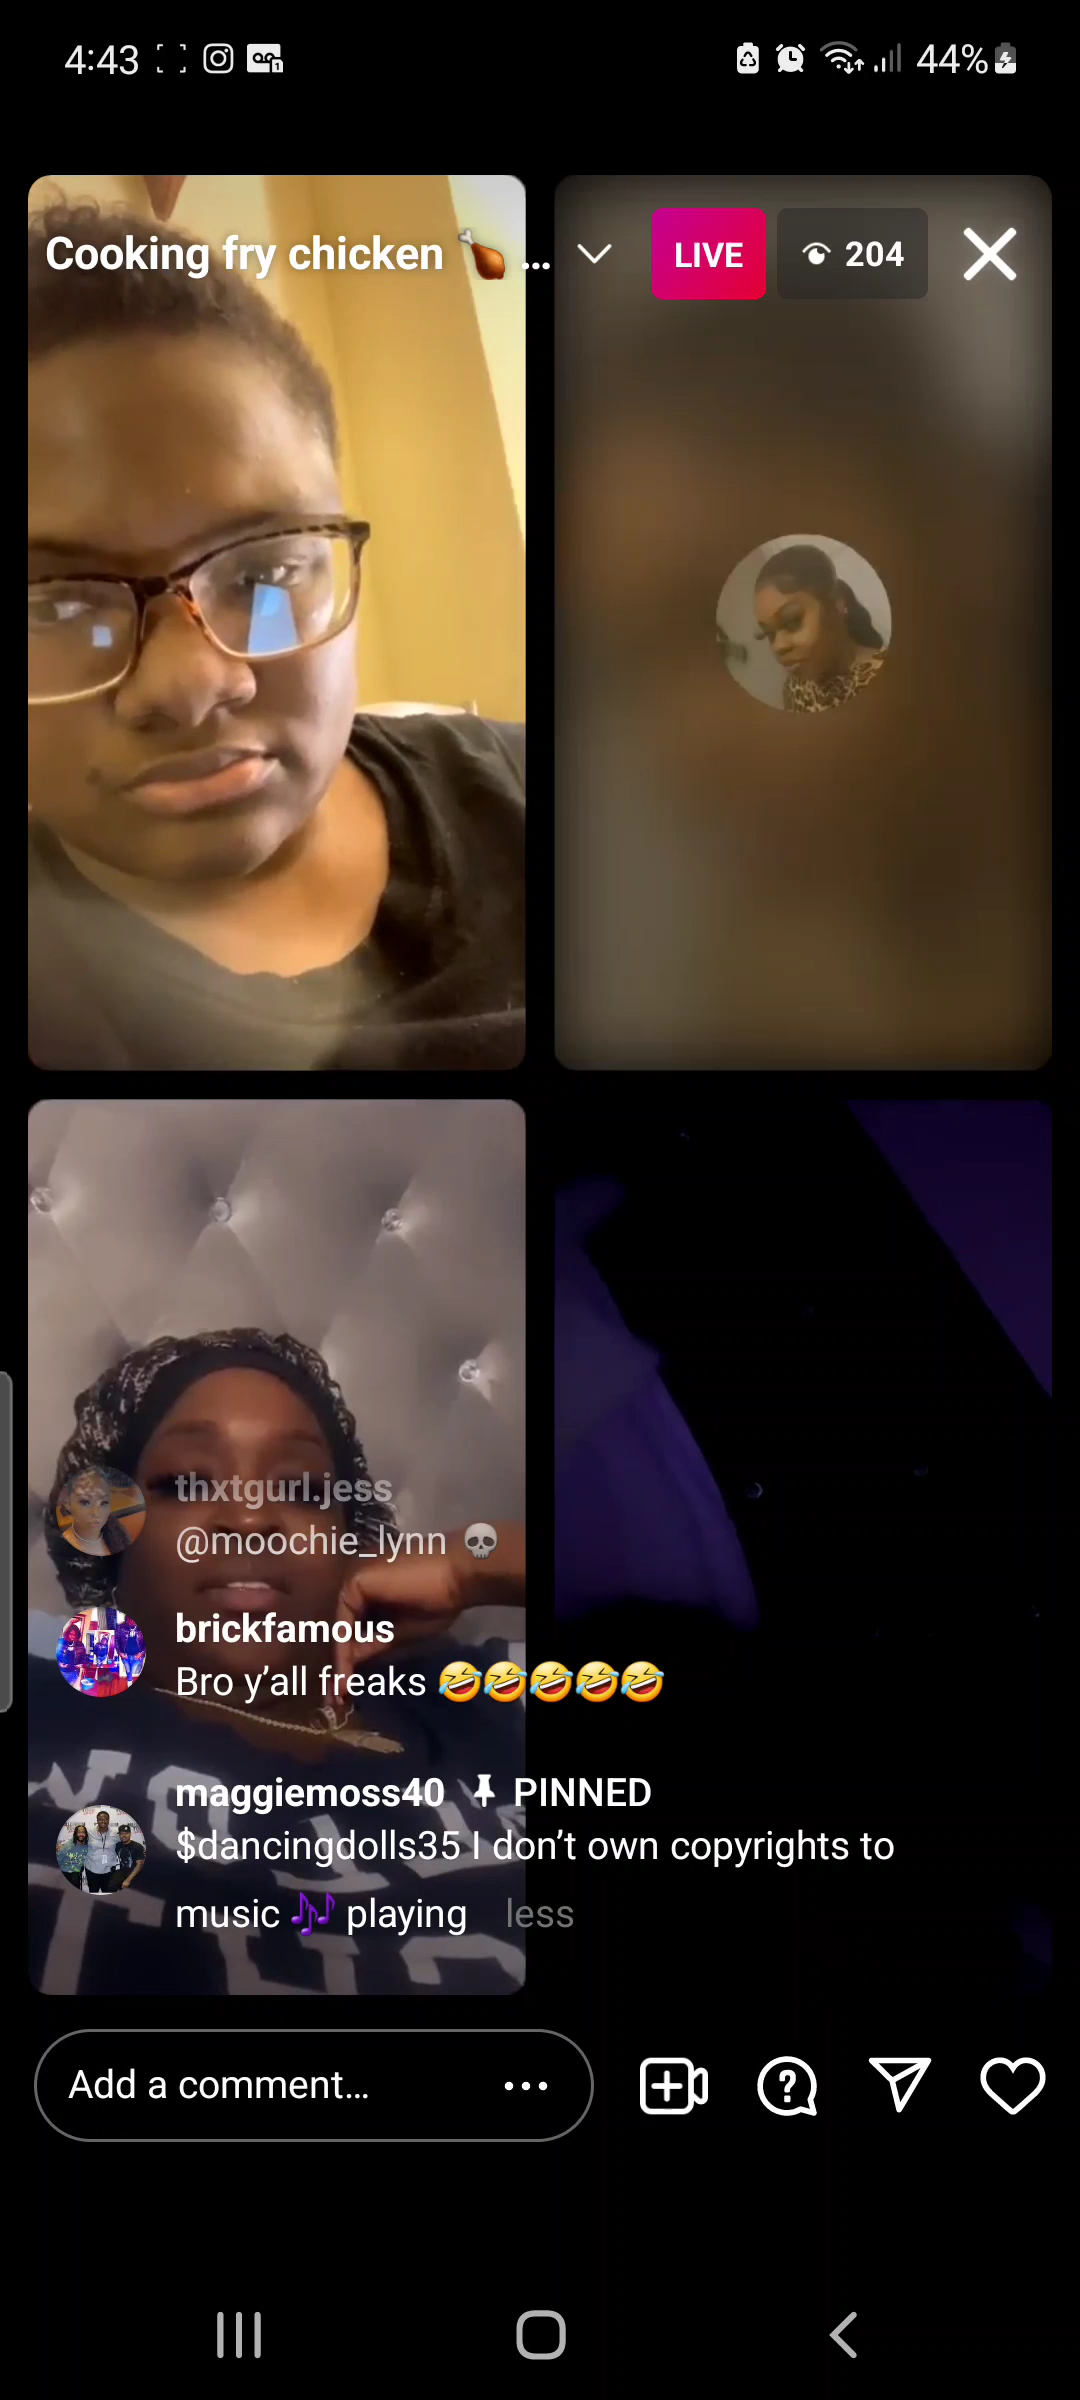 4:43
44%
Cooking fry chicken 🍗 ...
LIVE
204
thxtgurl.jess
@moochie_lynn 💀
brickfamous
Bro y’all freaks 🤣🤣🤣🤣🤣
maggiemoss40 📌 PINNED
$dancingdolls35 I don’t own copyrights to
music 🎶 playing less
Add a comment...